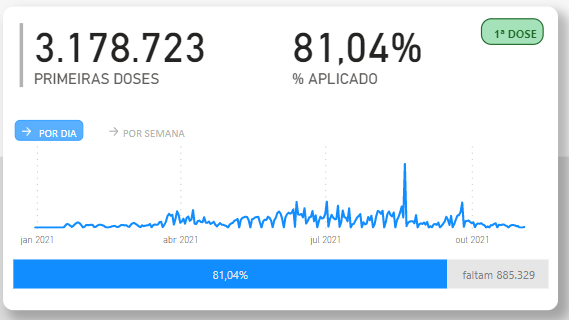 3.178.723
PRIMEIRAS DOSES
81,04%
% APLICADO
1ª DOSE
POR DIA
POR SEMANA
jan 2021
abr 2021
jul 2021
out 2021
81,04%
faltam 885.329